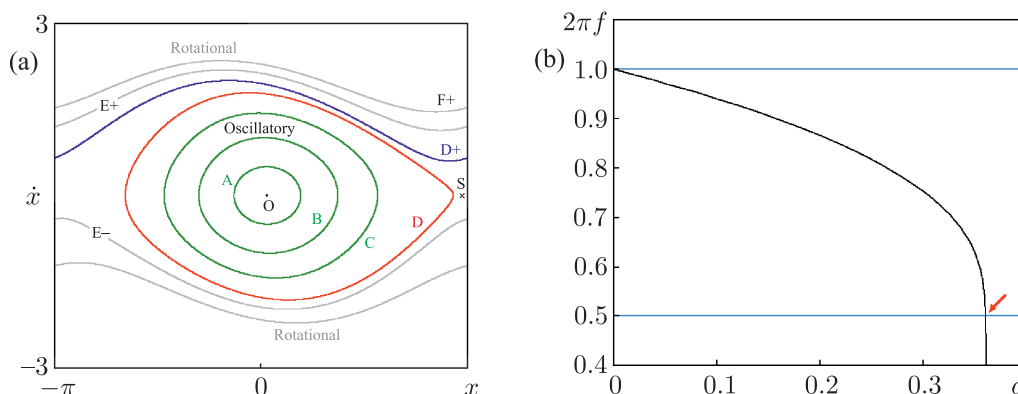 (a)
3
Rotational
E+
F+
Oscillatory
D+
A
S
O
ẋ
B
D
E−
C
Rotational
−3
−π
0
x
(b)
2πf
1.0
0.9
0.8
0.7
0.6
0.5
0.4
0
0.1
0.2
0.3